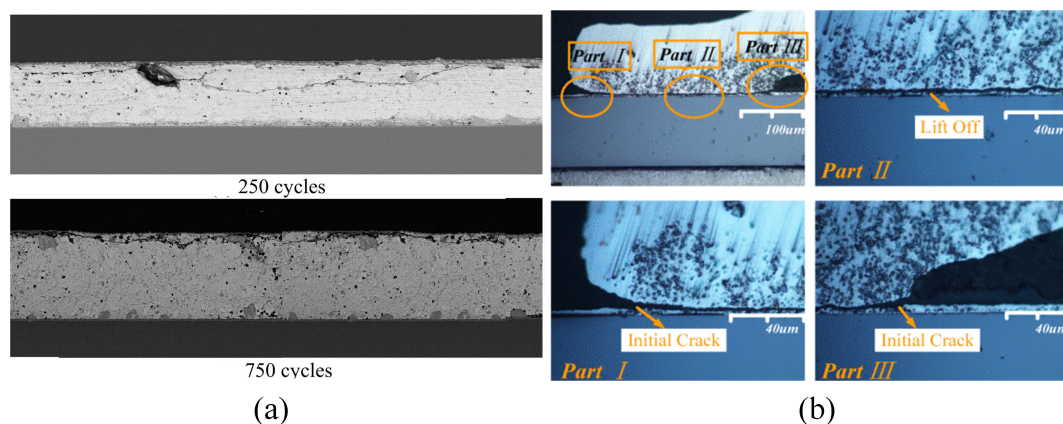 250 cycles
750 cycles
(a)
Part I
Part II
Part III
100um
Lift Off
40um
Part II
Initial Crack
40um
Part I
Initial Crack
40um
Part III
(b)